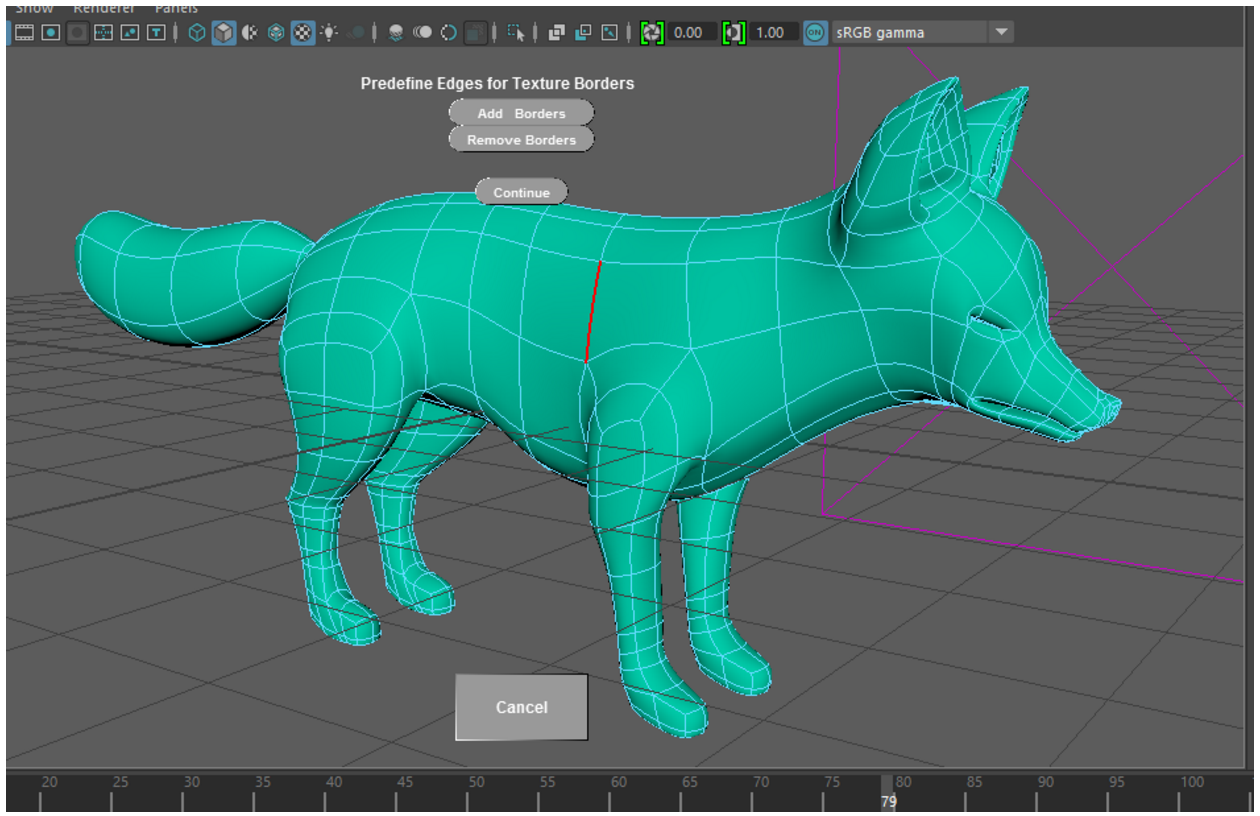 Show Renderer Panels
0.00 1.00 ON sRGB gamma
Predefine Edges for Texture Borders
Add Borders
Remove Borders
Continue
Cancel
20 25 30 35 40 45 50 55 60 65 70 75 80 85 90 95 100
79